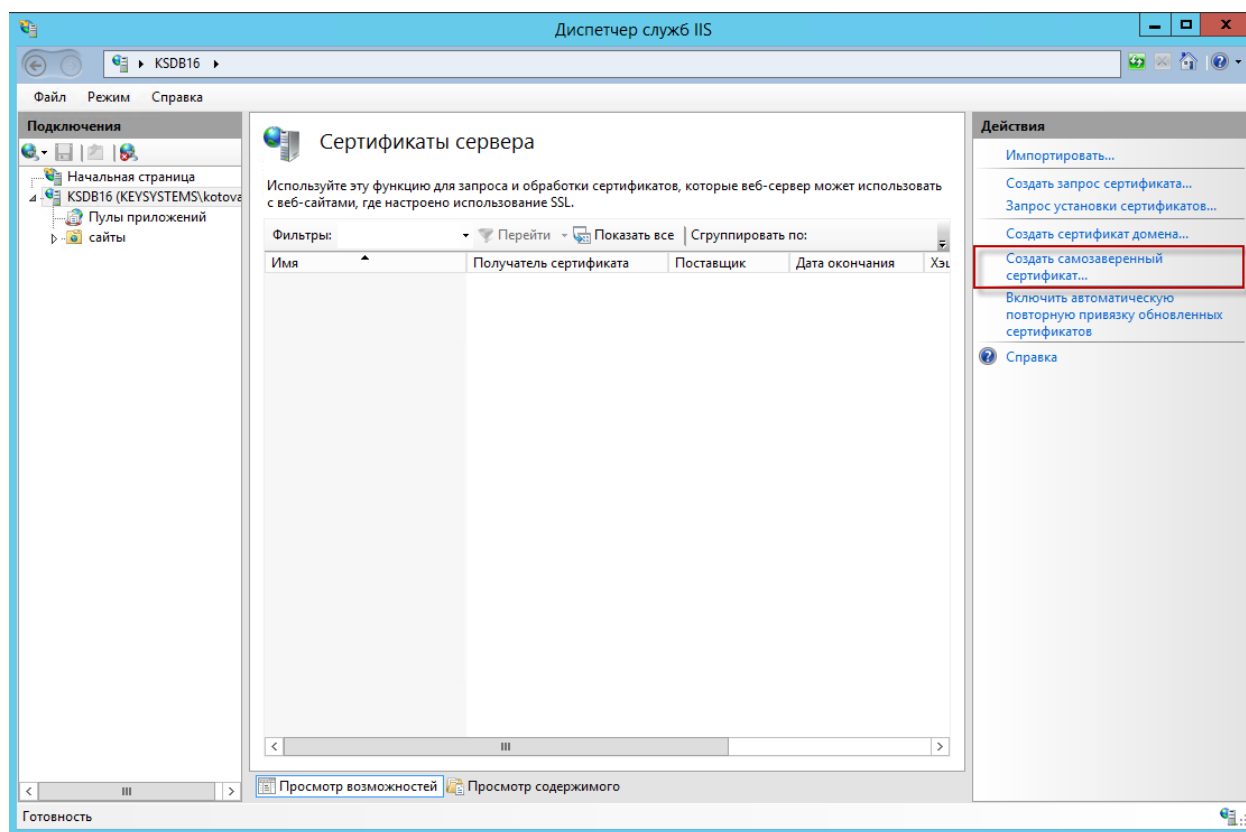 Диспетчер служб IIS
KSDB16
Файл Режим Справка
Подключения
Начальная страница
KSDB16 (KEYSYSTEMS\kotova
Пулы приложений
сайты
Сертификаты сервера
Используйте эту функцию для запроса и обработки сертификатов, которые веб-сервер может использовать
с веб-сайтами, где настроено использование SSL.
Фильтры: Перейти Показать все Сгруппировать по:
Имя Получатель сертификата Поставщик Дата окончания Хэш
Просмотр возможностей Просмотр содержимого
Действия
Импортировать...
Создать запрос сертификата...
Запрос установки сертификатов...
Создать сертификат домена...
Создать самозаверенный
сертификат...
Включить автоматическую
повторную привязку обновленных
сертификатов
Справка
Готовность